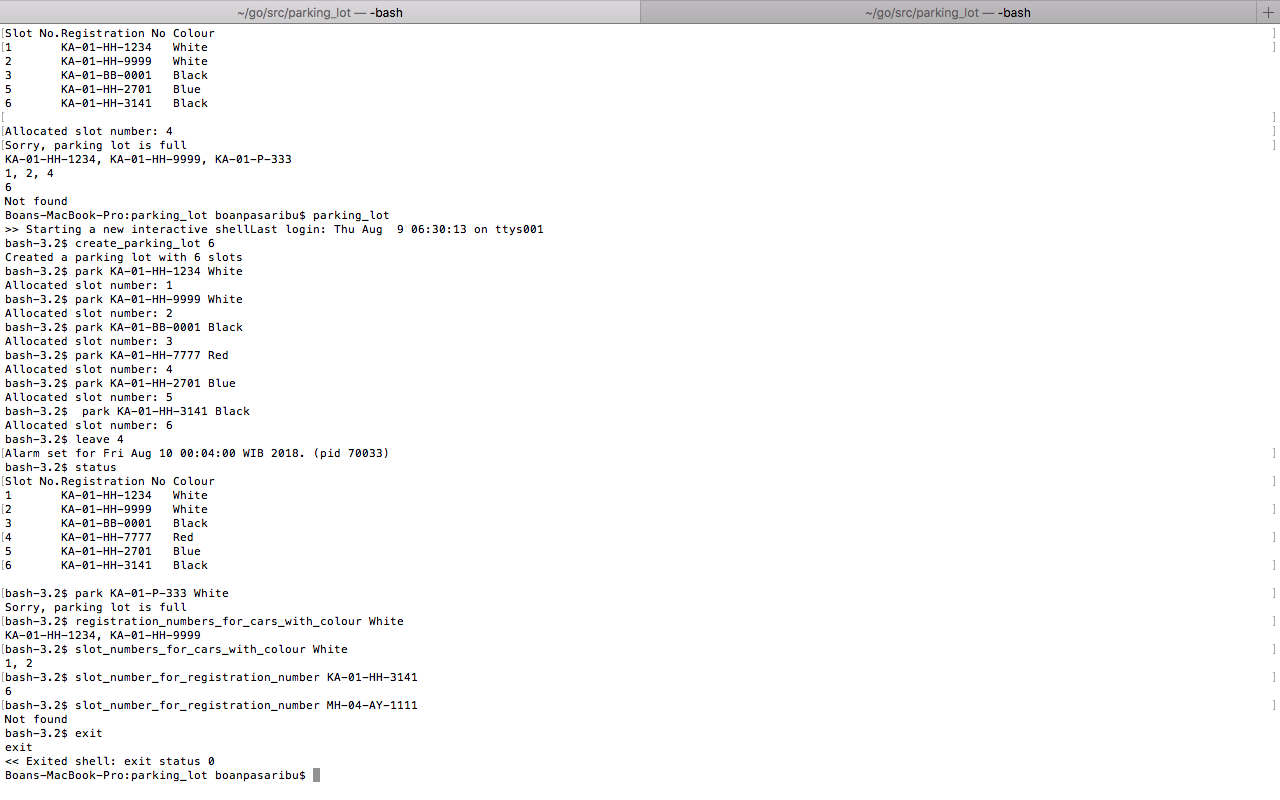 ~/go/src/parking_lot — -bash
~/go/src/parking_lot — -bash
Slot No.Registration No Colour
1 KA-01-HH-1234 White
2 KA-01-HH-9999 White
3 KA-01-BB-0001 Black
5 KA-01-HH-2701 Blue
6 KA-01-HH-3141 Black
Allocated slot number: 4
Sorry, parking lot is full
KA-01-HH-1234, KA-01-HH-9999, KA-01-P-333
1, 2, 4
6
Not found
Boans-MacBook-Pro:parking_lot boanpasaribu$ parking_lot
>> Starting a new interactive shellLast login: Thu Aug  9 06:30:13 on ttys001
bash-3.2$ create_parking_lot 6
Created a parking lot with 6 slots
bash-3.2$ park KA-01-HH-1234 White
Allocated slot number: 1
bash-3.2$ park KA-01-HH-9999 White
Allocated slot number: 2
bash-3.2$ park KA-01-BB-0001 Black
Allocated slot number: 3
bash-3.2$ park KA-01-HH-7777 Red
Allocated slot number: 4
bash-3.2$ park KA-01-HH-2701 Blue
Allocated slot number: 5
bash-3.2$  park KA-01-HH-3141 Black
Allocated slot number: 6
bash-3.2$ leave 4
Alarm set for Fri Aug 10 00:04:00 WIB 2018. (pid 70033)
bash-3.2$ status
Slot No.Registration No Colour
1 KA-01-HH-1234 White
2 KA-01-HH-9999 White
3 KA-01-BB-0001 Black
4 KA-01-HH-7777 Red
5 KA-01-HH-2701 Blue
6 KA-01-HH-3141 Black
bash-3.2$ park KA-01-P-333 White
Sorry, parking lot is full
bash-3.2$ registration_numbers_for_cars_with_colour White
KA-01-HH-1234, KA-01-HH-9999
bash-3.2$ slot_numbers_for_cars_with_colour White
1, 2
bash-3.2$ slot_number_for_registration_number KA-01-HH-3141
6
bash-3.2$ slot_number_for_registration_number MH-04-AY-1111
Not found
bash-3.2$ exit
exit
<< Exited shell: exit status 0
Boans-MacBook-Pro:parking_lot boanpasaribu$